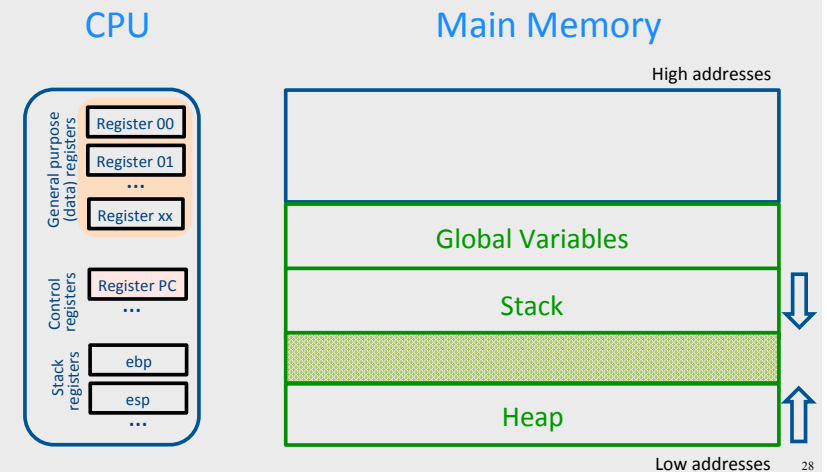 CPU
Main Memory
High addresses
General purpose
(data) registers
Register 00
Register 01
...
Register xx
Control
registers
Register PC
...
Stack
registers
ebp
esp
...
Global Variables
Stack
Heap
Low addresses
28